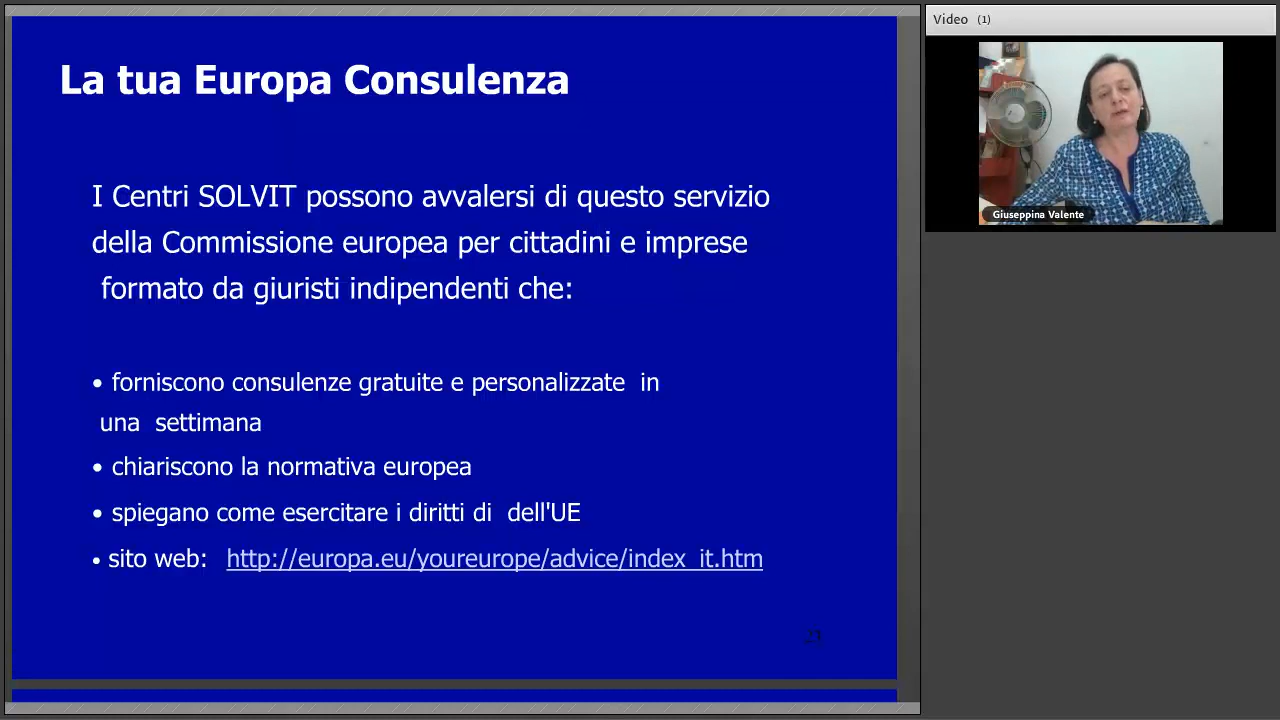 La tua Europa Consulenza
I Centri SOLVIT possono avvalersi di questo servizio
della Commissione europea per cittadini e imprese
formato da giuristi indipendenti che:
• forniscono consulenze gratuite e personalizzate in
una settimana
• chiariscono la normativa europea
• spiegano come esercitare i diritti di dell'UE
• sito web: http://europa.eu/youreurope/advice/index_it.htm
23
Video (1)
Giuseppina Valente